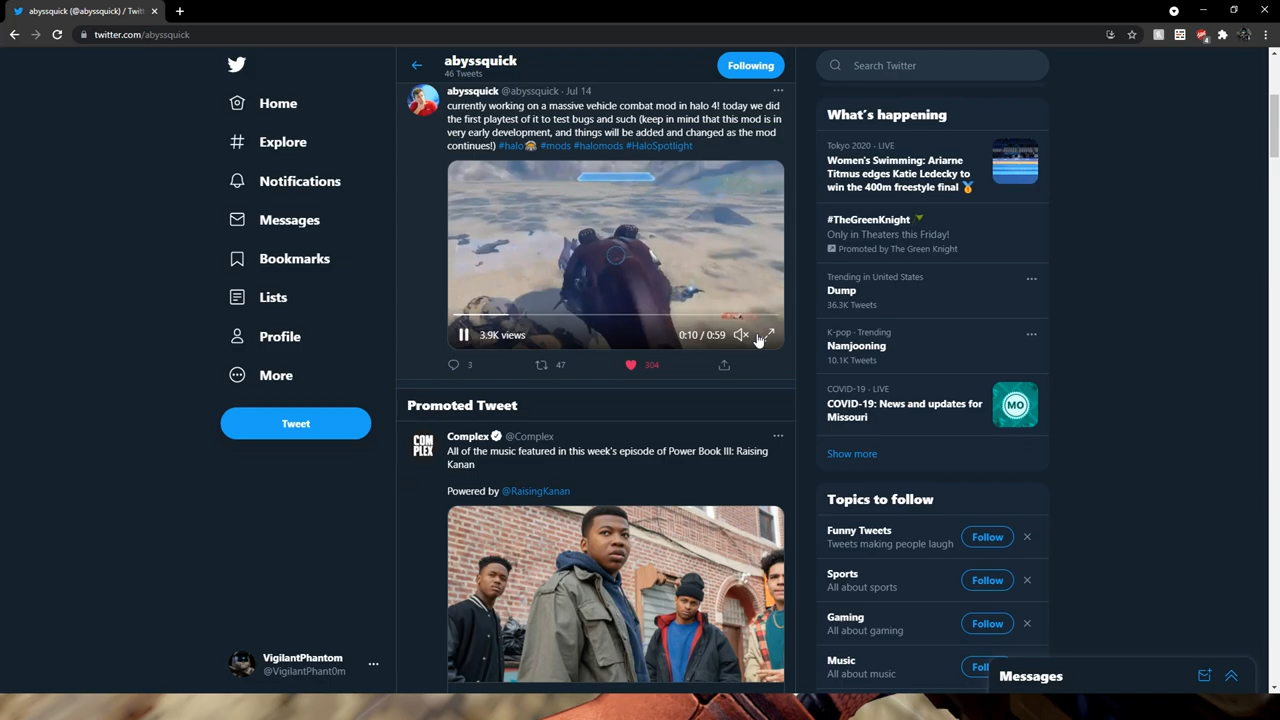 abyssquick (@abyssquick) / Twitt
twitter.com/abyssquick
Home
Explore
Notifications
Messages
Bookmarks
Lists
Profile
More
Tweet
VigilantPhantom
@VigilantPhant0m
abyssquick
46 Tweets
Following
abyssquick @abyssquick · Jul 14
currently working on a massive vehicle combat mod in halo 4! today we did
the first playtest of it to test bugs and such (keep in mind that this mod is in
very early development, and things will be added and changed as the mod
continues!) #halo #mods #halomods #HaloSpotlight
3.9K views
0:10 / 0:59
3
47
304
Promoted Tweet
COM
PLEX
Complex @Complex
All of the music featured in this week's episode of Power Book III: Raising
Kanan
Powered by @RaisingKanan
Search Twitter
What's happening
Tokyo 2020 · LIVE
Women's Swimming: Ariarne
Titmus edges Katie Ledecky to
win the 400m freestyle final
#TheGreenKnight
Only in Theaters this Friday!
Promoted by The Green Knight
Trending in United States
Dump
36.3K Tweets
K-pop · Trending
Namjooning
10.1K Tweets
COVID-19 · LIVE
COVID-19: News and updates for
Missouri
MO
Show more
Topics to follow
Funny Tweets
Tweets making people laugh
Follow
Sports
All about sports
Follow
Gaming
All about gaming
Follow
Music
All about music
Foll
Messages